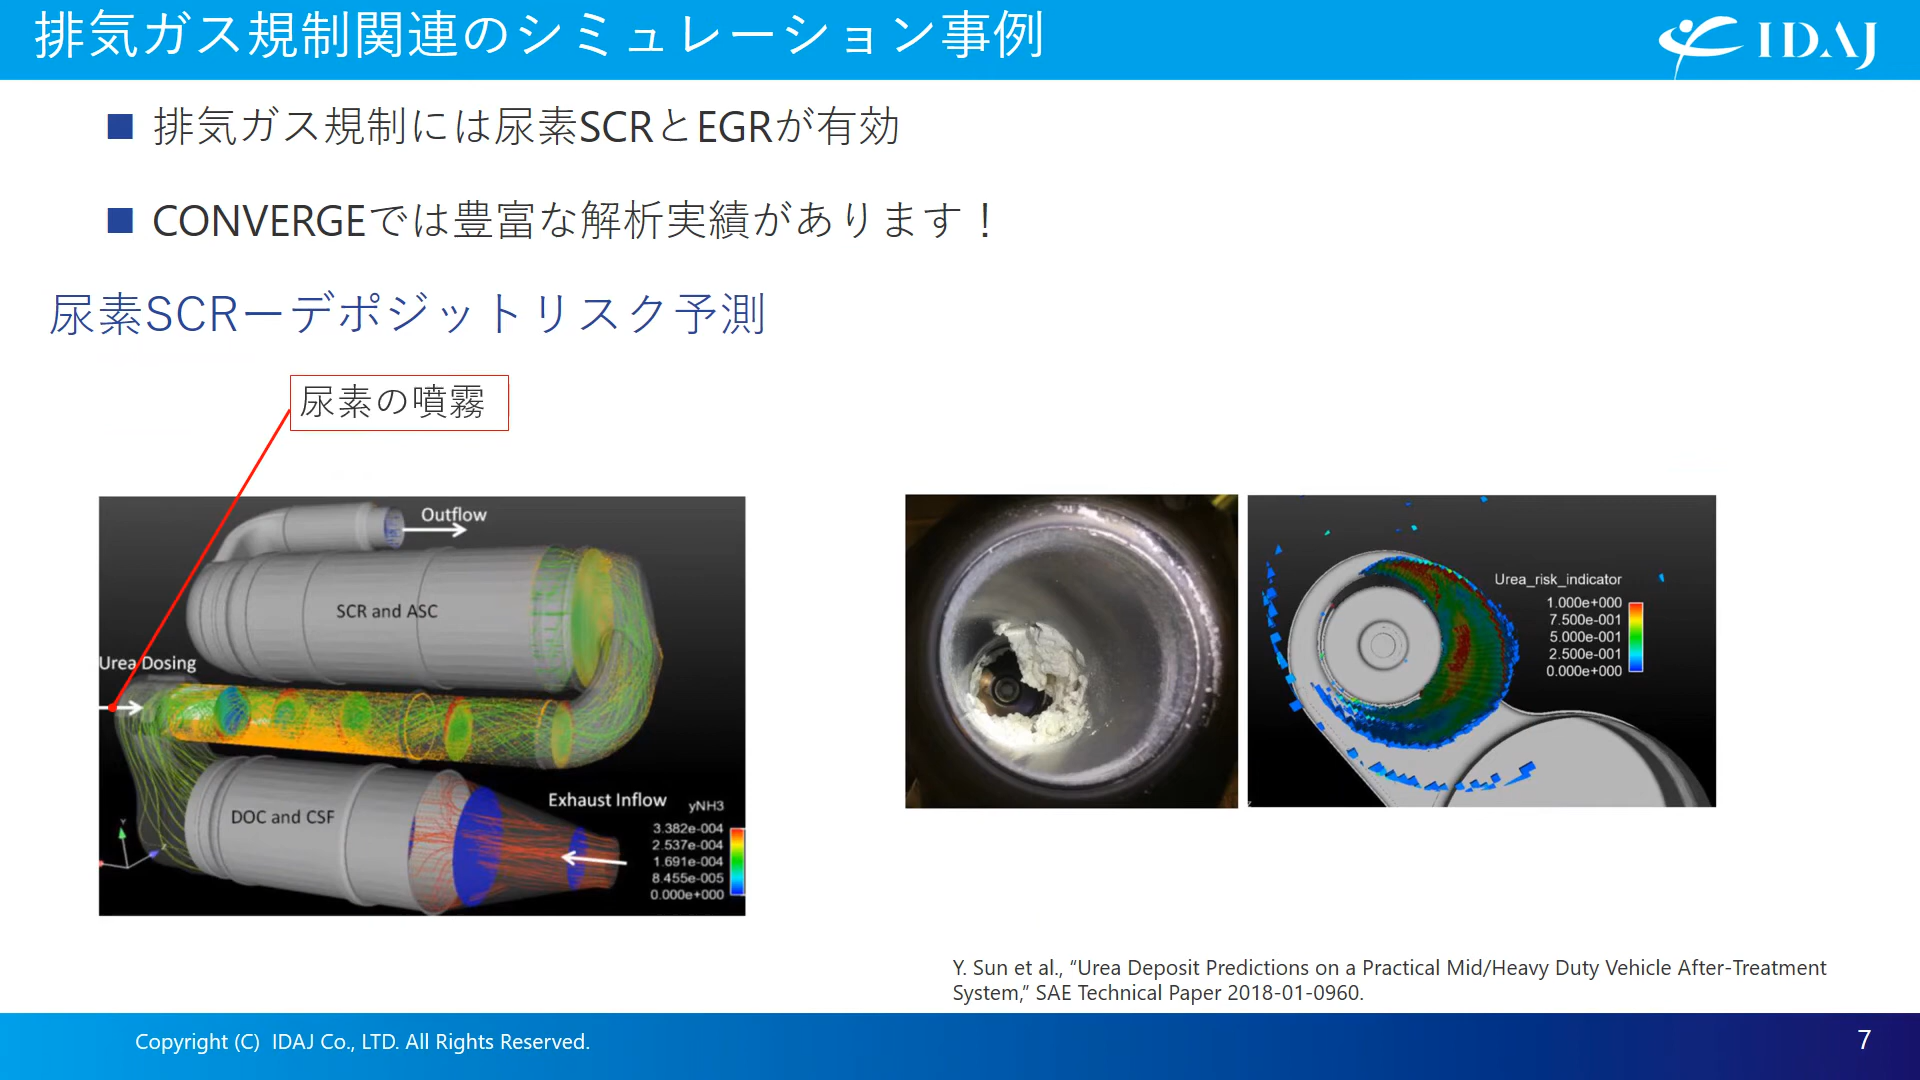 排気ガス規制関連のシミュレーション事例
IDAJ
■ 排気ガス規制には尿素SCRとEGRが有効
■ CONVERGEでは豊富な解析実績があります！
尿素SCRーデポジットリスク予測
尿素の噴霧
Outflow
SCR and ASC
Urea Dosing
DOC and CSF
Exhaust Inflow
yNH3
3.382e-004
2.537e-004
1.691e-004
8.455e-005
0.000e+000
Y
Z
Urea_risk_indicator
1.000e+000
7.500e-001
5.000e-001
2.500e-001
0.000e+000
Y. Sun et al., “Urea Deposit Predictions on a Practical Mid/Heavy Duty Vehicle After-Treatment
System,” SAE Technical Paper 2018-01-0960.
Copyright (C)  IDAJ Co., LTD. All Rights Reserved.
7